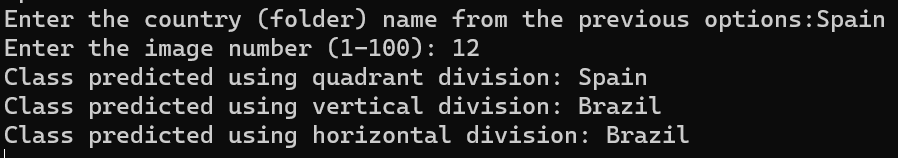 Enter the country (folder) name from the previous options:Spain
Enter the image number (1-100): 12
Class predicted using quadrant division: Spain
Class predicted using vertical division: Brazil
Class predicted using horizontal division: Brazil